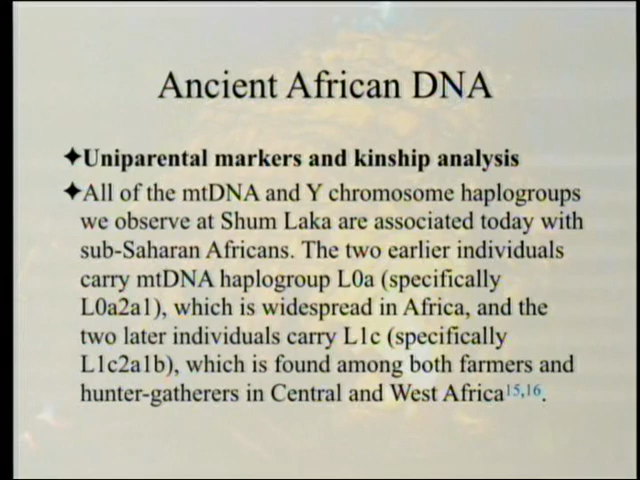 Ancient African DNA
✦Uniparental markers and kinship analysis
✦All of the mtDNA and Y chromosome haplogroups
we observe at Shum Laka are associated today with
sub-Saharan Africans. The two earlier individuals
carry mtDNA haplogroup L0a (specifically
L0a2a1), which is widespread in Africa, and the
two later individuals carry L1c (specifically
L1c2a1b), which is found among both farmers and
hunter-gatherers in Central and West Africa15,16.